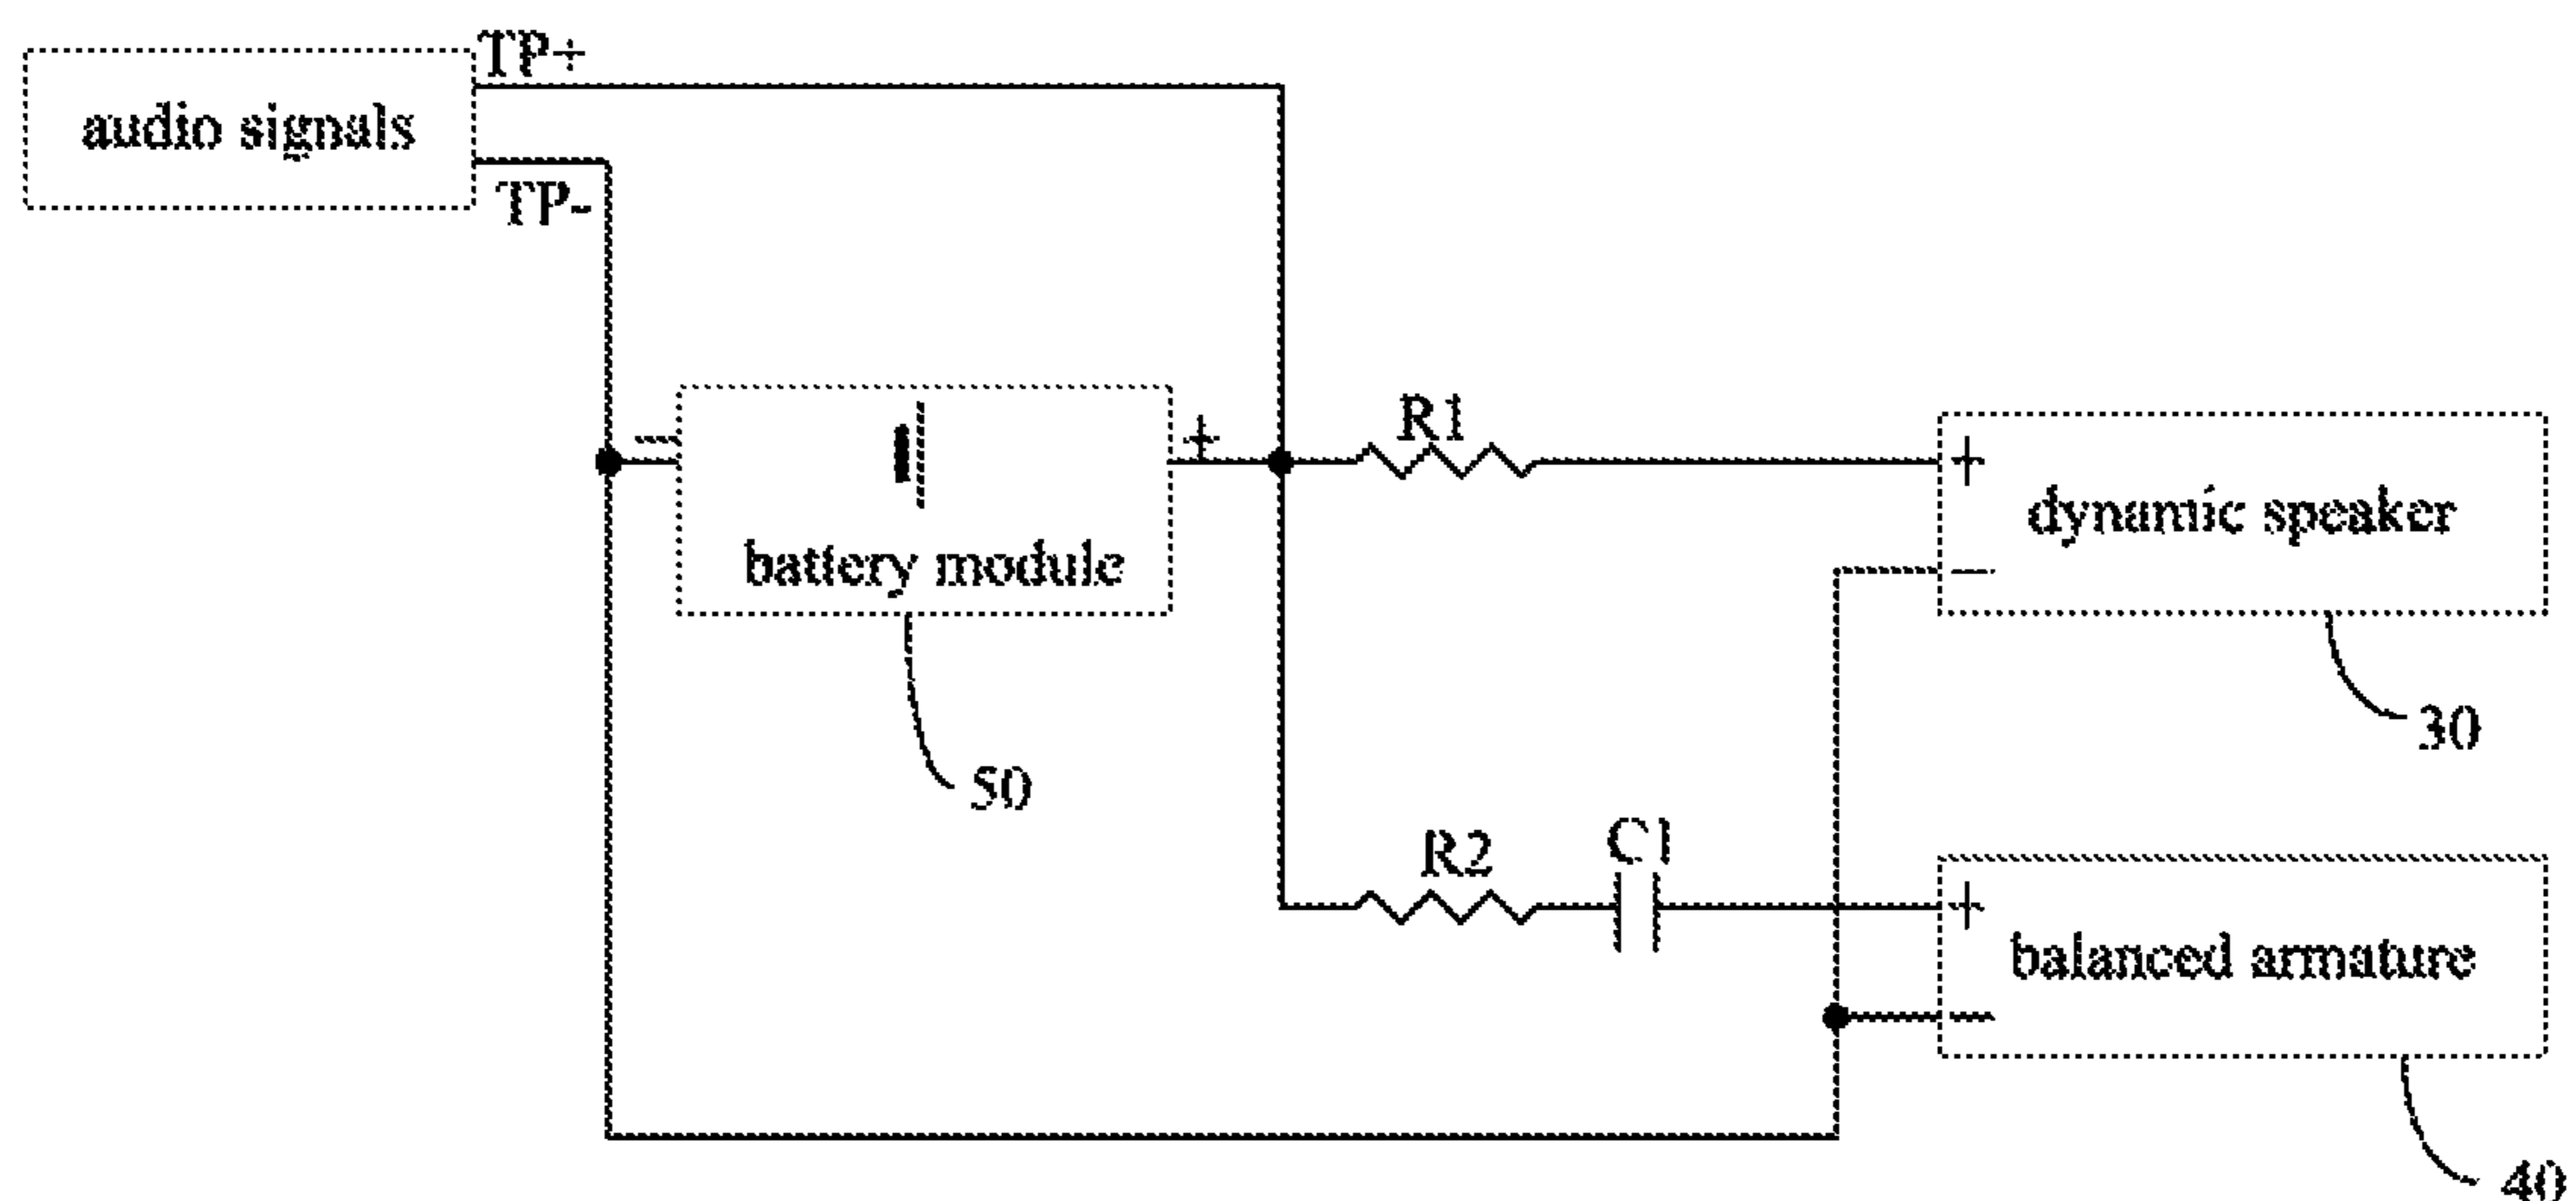 TP+
audio signals
TP-
− +
battery module
50
R1
+
dynamic speaker
−
30
R2 C1
+
balanced armature
−
40